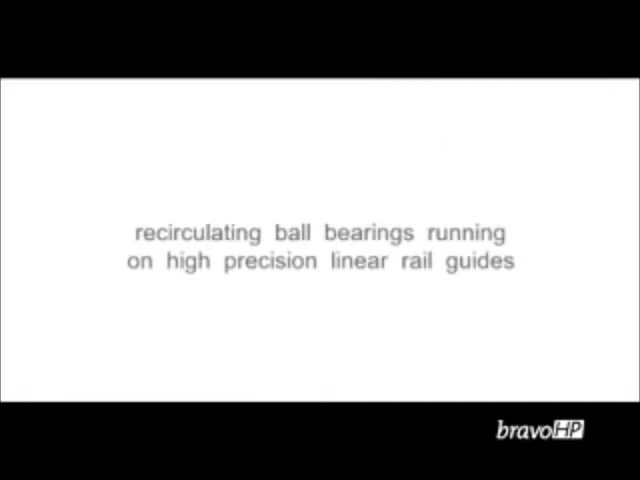 recirculating ball bearings running
on high precision linear rail guides
bravoHP